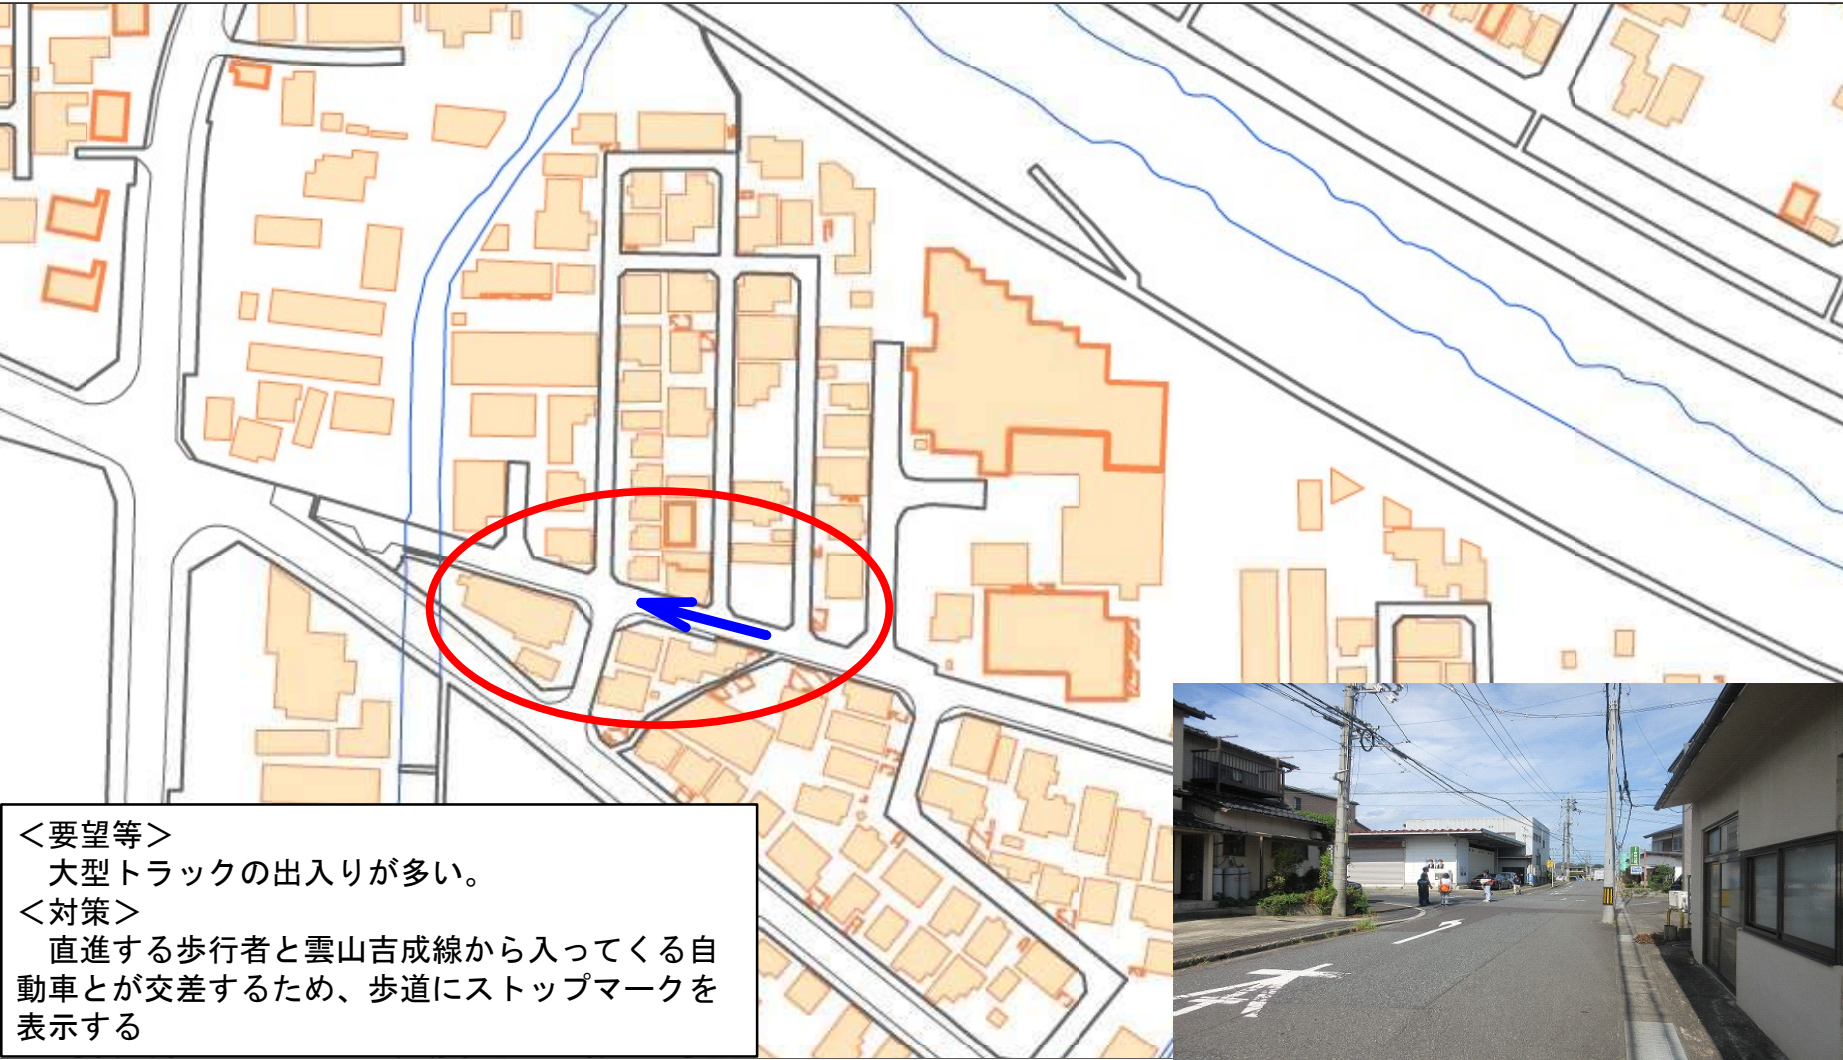 ＜要望等＞
　大型トラックの出入りが多い。
＜対策＞
　直進する歩行者と雲山吉成線から入ってくる自
動車とが交差するため、歩道にストップマークを
表示する